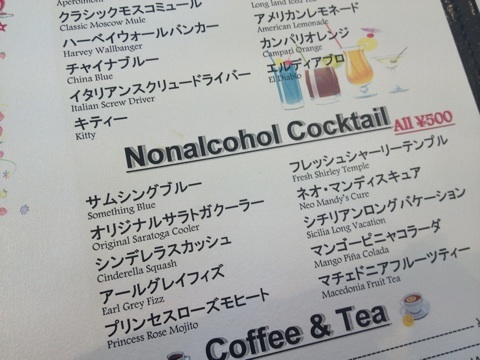 Aperomint
クラシックモスコミュール
Classic Moscow Mule
ハーベイウォールバンカー
Harvey Wallbanger
チャイナブルー
China Blue
イタリアンスクリュードライバー
Italian Screw Driver
キティー
Kitty
Long land Iced Tea
アメリカンレモネード
American Lemonade
カンパリオレンジ
Campari Orange
エルディアブロ
El Diablo
Nonalcohol Cocktail All ¥500
サムシングブルー
Something Blue
オリジナルサラトガクーラー
Original Saratoga Cooler
シンデレラスカッシュ
Cinderella Squash
アールグレイフィズ
Earl Grey Fizz
プリンセスローズモヒート
Princess Rose Mojito
フレッシュシャーリーテンプル
Fresh Shirley Temple
ネオ・マンディスキュア
Neo Mandy's Cure
シチリアンロングバケーション
Sicilia Long Vacation
マンゴーピニャコラーダ
Mango Piña Colada
マチェドニアフルーツティー
Macedonia Fruit Tea
Coffee & Tea